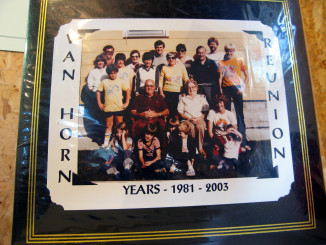 VAN HORN
REUNION
YEARS - 1981 - 2003